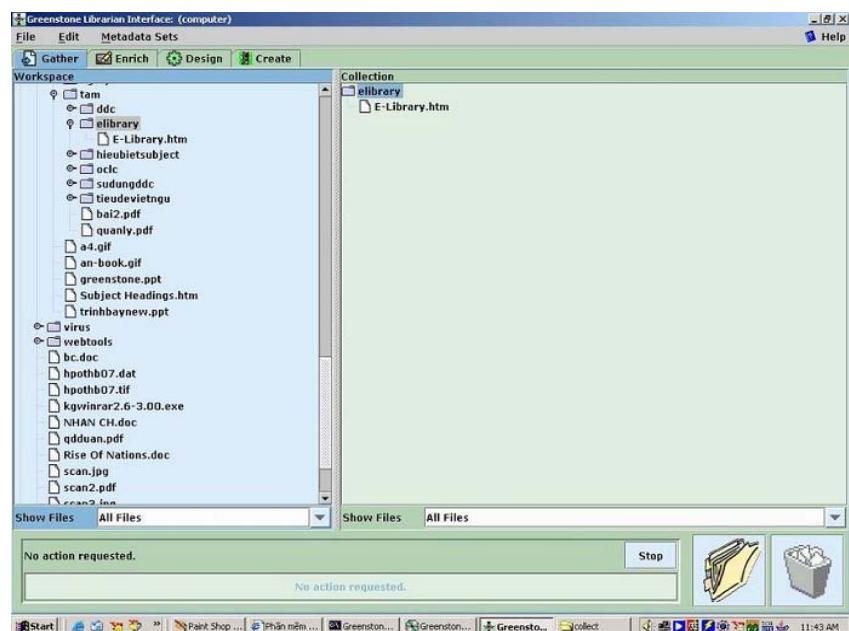 Greenstone Librarian Interface: (computer)
File Edit Metadata Sets Help
Gather Enrich Design Create
Workspace
tam
ddc
elibrary
E-Library.htm
hieubietsubject
oclc
sudungddc
tieudevietngu
bai2.pdf
quanly.pdf
a4.gif
an-book.gif
greenstone.ppt
Subject Headings.htm
trinhbaynew.ppt
virus
webtools
bc.doc
hpothb07.dat
hpothb07.tif
kgwinrar2.6-3.00.exe
NHAN CH.doc
qdduan.pdf
Rise Of Nations.doc
scan.jpg
scan2.pdf
Show Files All Files
Collection
elibrary
E-Library.htm
Show Files All Files
No action requested.
Stop
No action requested.
Start Paint Shop ... Phần mềm ... Greenston... Greenston... Greensto... collect 11:43 AM